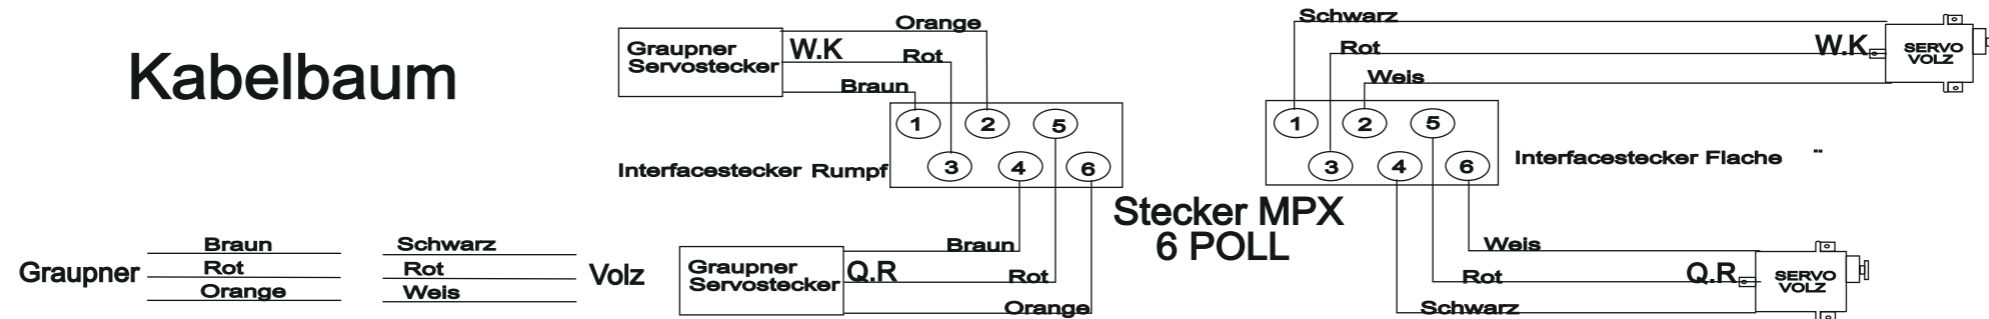 Kabelbaum
Graupner
Servostecker
W.K
Orange
Rot
Braun
1 2 5
3 4 6
Interfacestecker Rumpf
Graupner
Servostecker
Q.R
Braun
Rot
Orange
Stecker MPX
6 POLL
Schwarz
Rot
Weis
W.K
SERVO
VOLZ
1 2 5
3 4 6
Interfacestecker Flache ¨
Weis
Rot
Schwarz
Q.R
SERVO
VOLZ
Graupner
Braun
Rot
Orange
Schwarz
Rot
Weis
Volz